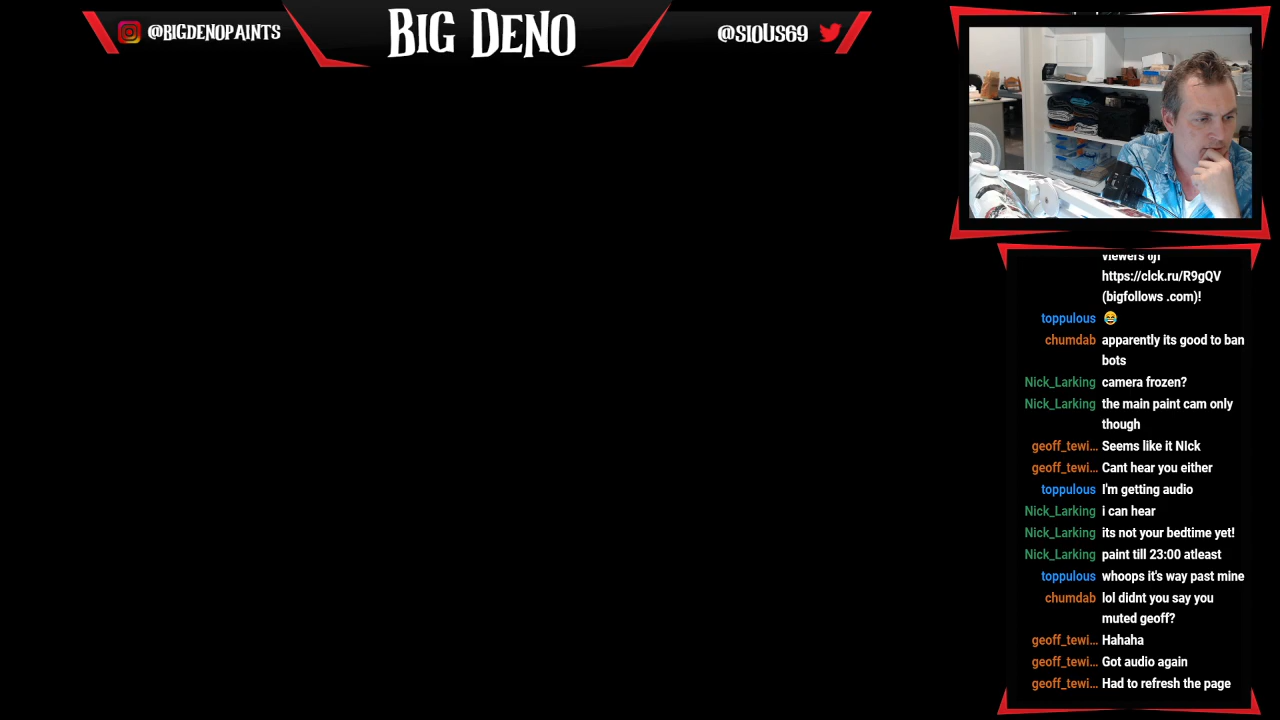 @BIGDENOPAINTS
BIG DENO
@SIOUS69
https://clck.ru/R9gQV
(bigfollows .com)!
toppulous 😂
chumdab apparently its good to ban
bots
Nick_Larking camera frozen?
Nick_Larking the main paint cam only
though
geoff_tewi... Seems like it NIck
geoff_tewi... Cant hear you either
toppulous I'm getting audio
Nick_Larking i can hear
Nick_Larking its not your bedtime yet!
Nick_Larking paint till 23:00 atleast
toppulous whoops it's way past mine
chumdab lol didnt you say you
muted geoff?
geoff_tewi... Hahaha
geoff_tewi... Got audio again
geoff_tewi... Had to refresh the page